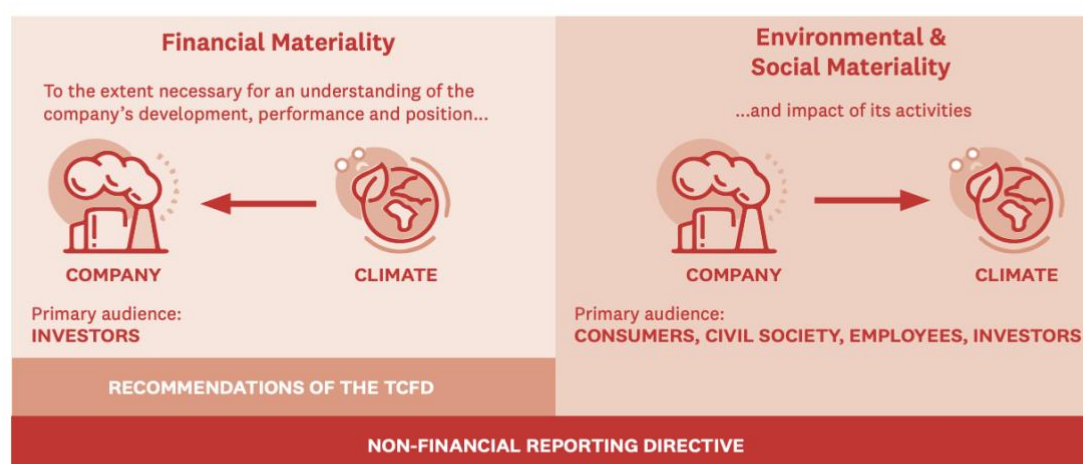 Financial Materiality
To the extent necessary for an understanding of the
company's development, performance and position...
COMPANY
CLIMATE
Primary audience:
INVESTORS
RECOMMENDATIONS OF THE TCFD
Environmental &
Social Materiality
...and impact of its activities
COMPANY
CLIMATE
Primary audience:
CONSUMERS, CIVIL SOCIETY, EMPLOYEES, INVESTORS
NON-FINANCIAL REPORTING DIRECTIVE